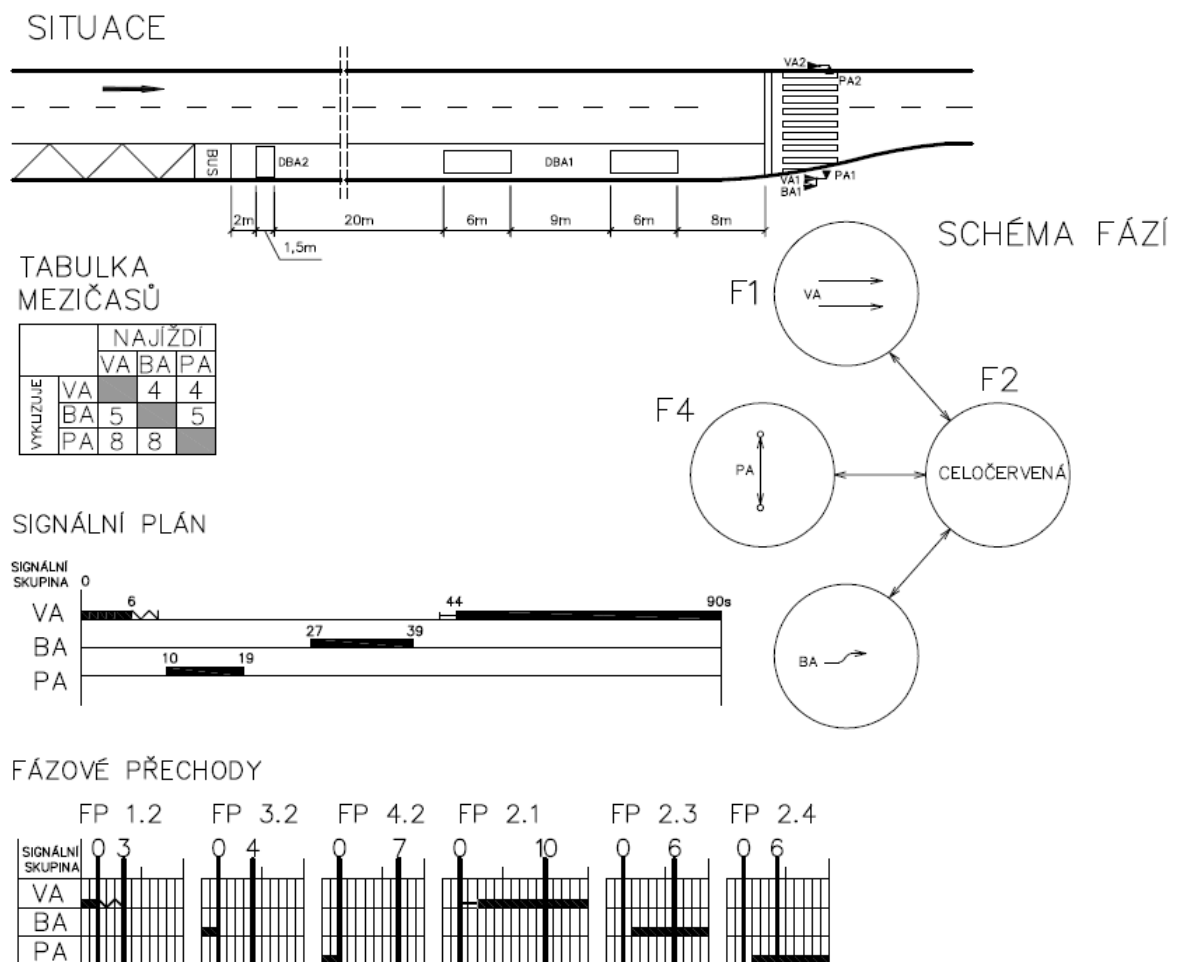 SITUACE
VA2
PA2
BUS
DBA2
DBA1
VA1
PA1
BA1
2m
20m
6m
9m
6m
8m
1,5m
SCHÉMA FÁZÍ
TABULKA
MEZIČASŮ
NAJÍŽDÍ
VA BA PA
VYKLIZUJE
VA 4 4
BA 5 5
PA 8 8
F1
VA
F2
F4
PA
CELOČERVENÁ
BA
SIGNÁLNÍ PLÁN
SIGNÁLNÍ
SKUPINA 0
VA 6 44 90s
BA 27 39
PA 10 19
FÁZOVÉ PŘECHODY
FP 1.2 FP 3.2 FP 4.2 FP 2.1 FP 2.3 FP 2.4
SIGNÁLNÍ
SKUPINA
0 3 0 4 0 7 0 10 0 6 0 6
VA
BA
PA